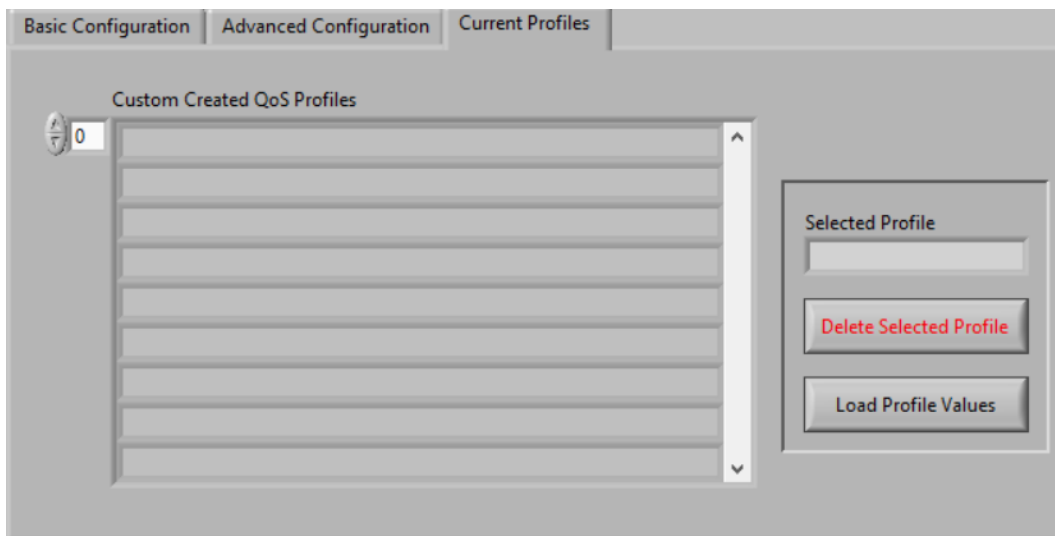 Basic Configuration
Advanced Configuration
Current Profiles
Custom Created QoS Profiles
0
Selected Profile
Delete Selected Profile
Load Profile Values